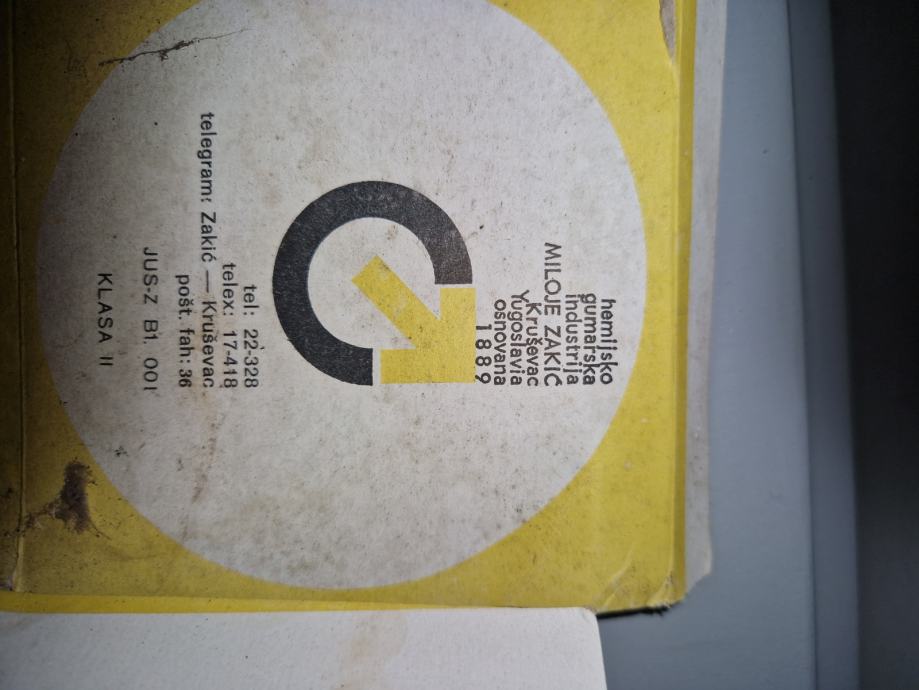 hemijsko
gumarska
industrija
MILOJE ZAKIĆ
Kruševac
Yugoslavia
osnovana
1889
tel: 22-328
telex: 17-418
pošt. fah: 36
telegram: Zakić — Kruševac
JUS-Z B1. 001
KLASA II